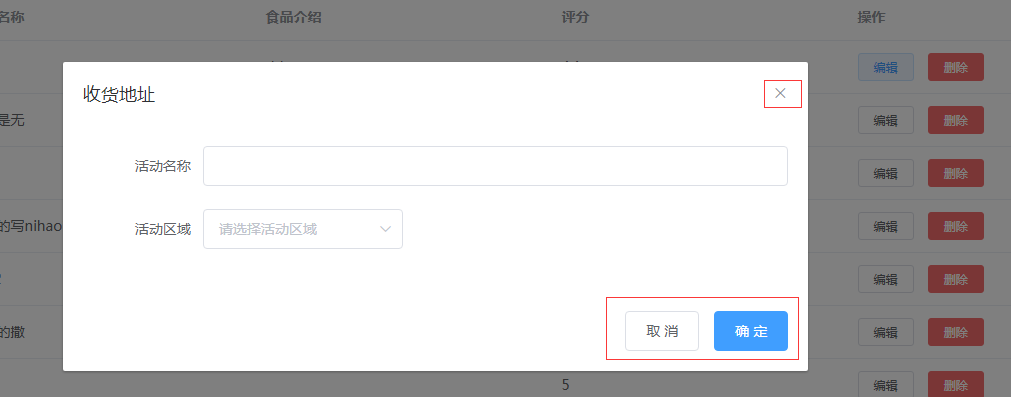 名称 食品介绍 评分 操作
编辑 删除
收货地址
是无 编辑 删除
活动名称
编辑 删除
的写nihao 活动区域 请选择活动区域 编辑 删除
编辑 删除
的撒 取 消 确 定 编辑 删除
5 编辑 删除